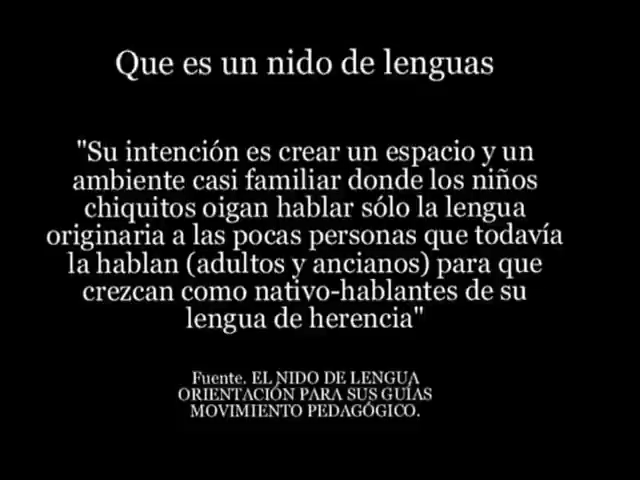 Que es un nido de lenguas
"Su intención es crear un espacio y un
ambiente casi familiar donde los niños
chiquitos oigan hablar sólo la lengua
originaria a las pocas personas que todavía
la hablan (adultos y ancianos) para que
crezcan como nativo-hablantes de su
lengua de herencia"
Fuente. EL NIDO DE LENGUA
ORIENTACIÓN PARA SUS GUÍAS
MOVIMIENTO PEDAGÓGICO.